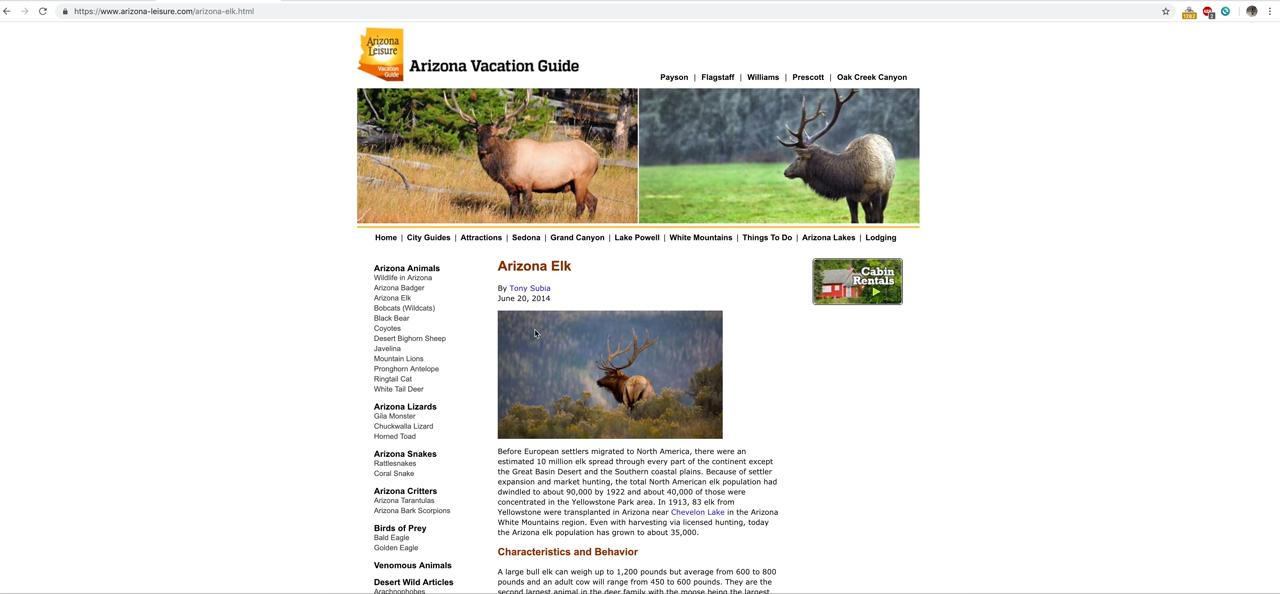 https://www.arizona-leisure.com/arizona-elk.html
1787
2
Arizona
Leisure
Vacation
Guide
Arizona Vacation Guide
Payson | Flagstaff | Williams | Prescott | Oak Creek Canyon
Home | City Guides | Attractions | Sedona | Grand Canyon | Lake Powell | White Mountains | Things To Do | Arizona Lakes | Lodging
Arizona Animals
Wildlife in Arizona
Arizona Badger
Arizona Elk
Bobcats (Wildcats)
Black Bear
Coyotes
Desert Bighorn Sheep
Javelina
Mountain Lions
Pronghorn Antelope
Ringtail Cat
White Tail Deer
Arizona Lizards
Gila Monster
Chuckwalla Lizard
Horned Toad
Arizona Snakes
Rattlesnakes
Coral Snake
Arizona Critters
Arizona Tarantulas
Arizona Bark Scorpions
Birds of Prey
Bald Eagle
Golden Eagle
Venomous Animals
Desert Wild Articles
Arachnophobes
Arizona Elk
By Tony Subia
June 20, 2014
Before European settlers migrated to North America, there were an
estimated 10 million elk spread through every part of the continent except
the Great Basin Desert and the Southern coastal plains. Because of settler
expansion and market hunting, the total North American elk population had
dwindled to about 90,000 by 1922 and about 40,000 of those were
concentrated in the Yellowstone Park area. In 1913, 83 elk from
Yellowstone were transplanted in Arizona near Chevelon Lake in the Arizona
White Mountains region. Even with harvesting via licensed hunting, today
the Arizona elk population has grown to about 35,000.
Characteristics and Behavior
A large bull elk can weigh up to 1,200 pounds but average from 600 to 800
pounds and an adult cow will range from 450 to 600 pounds. They are the
second largest animal in the deer family with the moose being the largest.
Cabin
Rentals